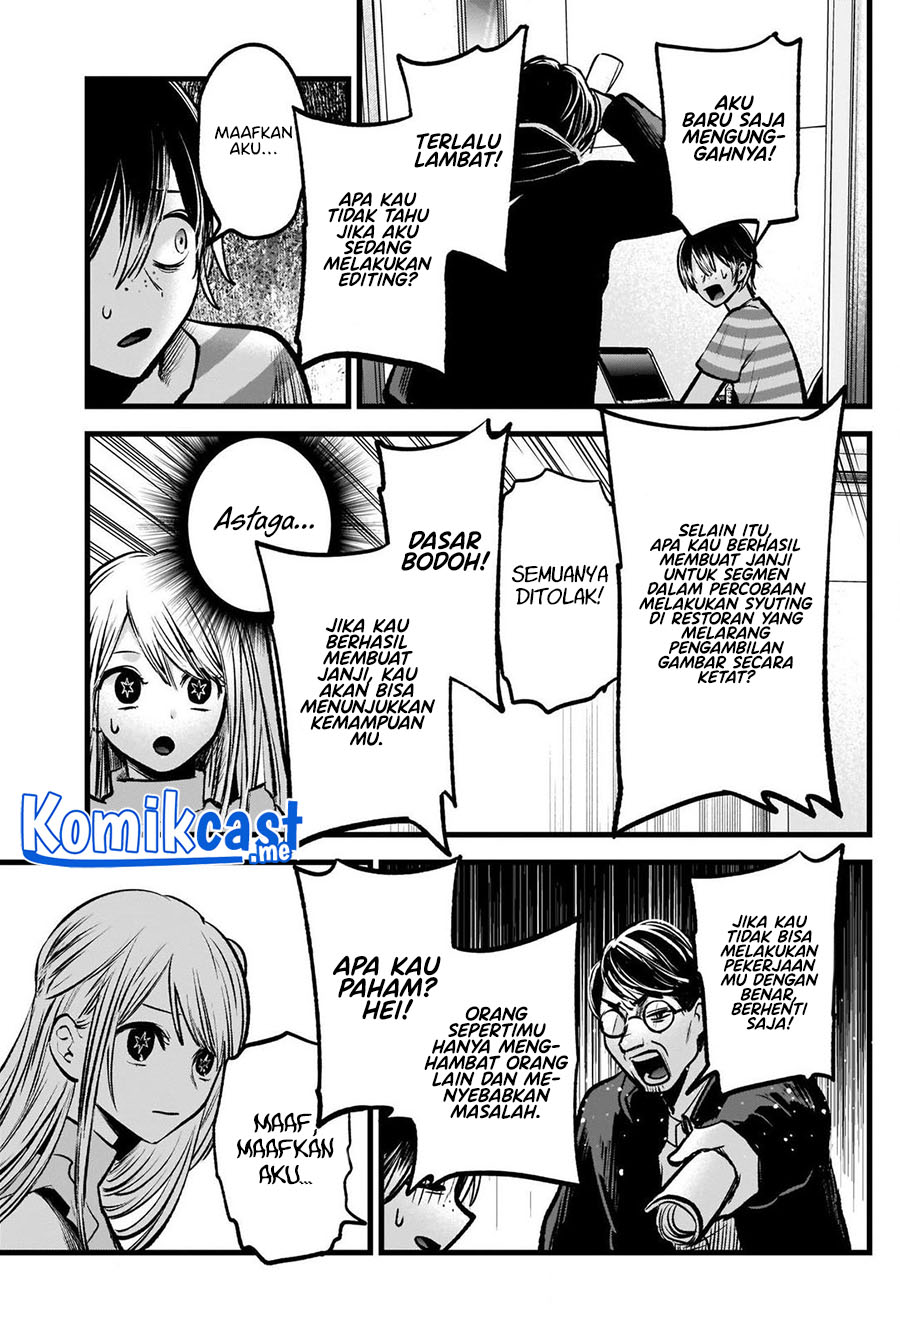 AKU
BARU SAJA
MENGUNG-
GAHNYA!
TERLALU
LAMBAT!
APA KAU
TIDAK TAHU
JIKA AKU
SEDANG
MELAKUKAN
EDITING?
MAAFKAN
AKU...
SELAIN ITU,
APA KAU BERHASIL
MEMBUAT JANJI
UNTUK SEGMEN
DALAM PERCOBAAN
MELAKUKAN SYUTING
DI RESTORAN YANG
MELARANG
PENGAMBILAN
GAMBAR SECARA
KETAT?
SEMUANYA
DITOLAK!
DASAR
BODOH!
JIKA KAU
BERHASIL
MEMBUAT
JANJI, KAU
AKAN BISA
MENUNJUKKAN
KEMAMPUAN
MU.
Astaga...
Komikcast
.me
JIKA KAU
TIDAK BISA
MELAKUKAN
PEKERJAAN
MU DENGAN
BENAR,
BERHENTI
SAJA!
ORANG
SEPERTIMU
HANYA MENG-
HAMBAT ORANG
LAIN DAN ME-
NYEBABKAN
MASALAH.
APA KAU
PAHAM?
HEI!
MAAF,
MAAFKAN
AKU...